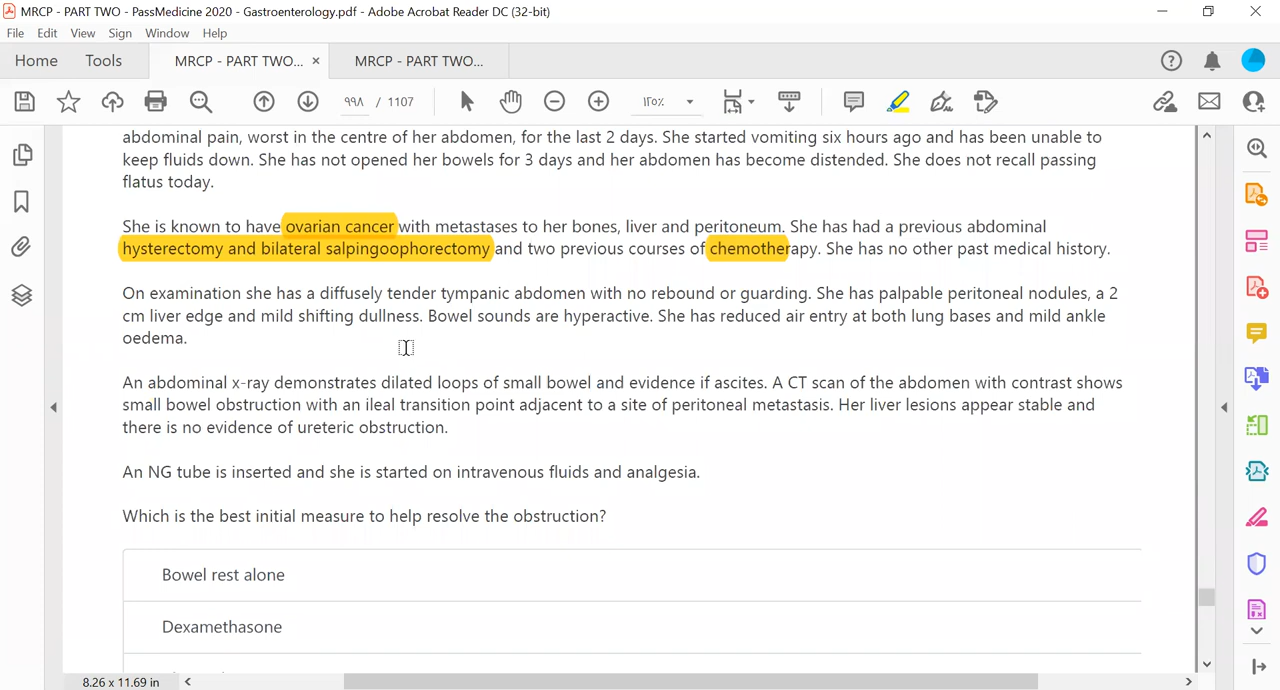 MRCP - PART TWO - PassMedicine 2020 - Gastroenterology.pdf - Adobe Acrobat Reader DC (32-bit)
File Edit View Sign Window Help
Home Tools MRCP - PART TWO... × MRCP - PART TWO...
٩٩٨ / 1107 ١٢٥٪
abdominal pain, worst in the centre of her abdomen, for the last 2 days. She started vomiting six hours ago and has been unable to
keep fluids down. She has not opened her bowels for 3 days and her abdomen has become distended. She does not recall passing
flatus today.
She is known to have ovarian cancer with metastases to her bones, liver and peritoneum. She has had a previous abdominal
hysterectomy and bilateral salpingoophorectomy and two previous courses of chemotherapy. She has no other past medical history.
On examination she has a diffusely tender tympanic abdomen with no rebound or guarding. She has palpable peritoneal nodules, a 2
cm liver edge and mild shifting dullness. Bowel sounds are hyperactive. She has reduced air entry at both lung bases and mild ankle
oedema.
An abdominal x-ray demonstrates dilated loops of small bowel and evidence if ascites. A CT scan of the abdomen with contrast shows
small bowel obstruction with an ileal transition point adjacent to a site of peritoneal metastasis. Her liver lesions appear stable and
there is no evidence of ureteric obstruction.
An NG tube is inserted and she is started on intravenous fluids and analgesia.
Which is the best initial measure to help resolve the obstruction?
Bowel rest alone
Dexamethasone
8.26 x 11.69 in